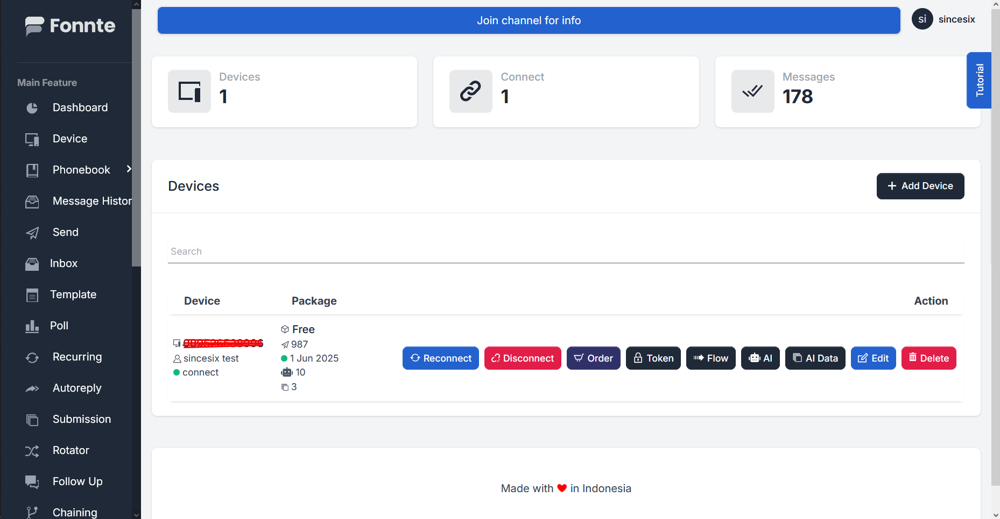 Fonnte
Join channel for info
si sincesix
Main Feature
Dashboard
Device
Phonebook
Message Histor
Send
Inbox
Template
Poll
Recurring
Autoreply
Submission
Rotator
Follow Up
Chaining
Devices
1
Connect
1
Messages
178
Tutorial
Devices
+ Add Device
Search
Device Package Action
sincesix test
connect
Free
987
1 Jun 2025
10
3
Reconnect Disconnect Order Token Flow AI AI Data Edit Delete
Made with ❤ in Indonesia